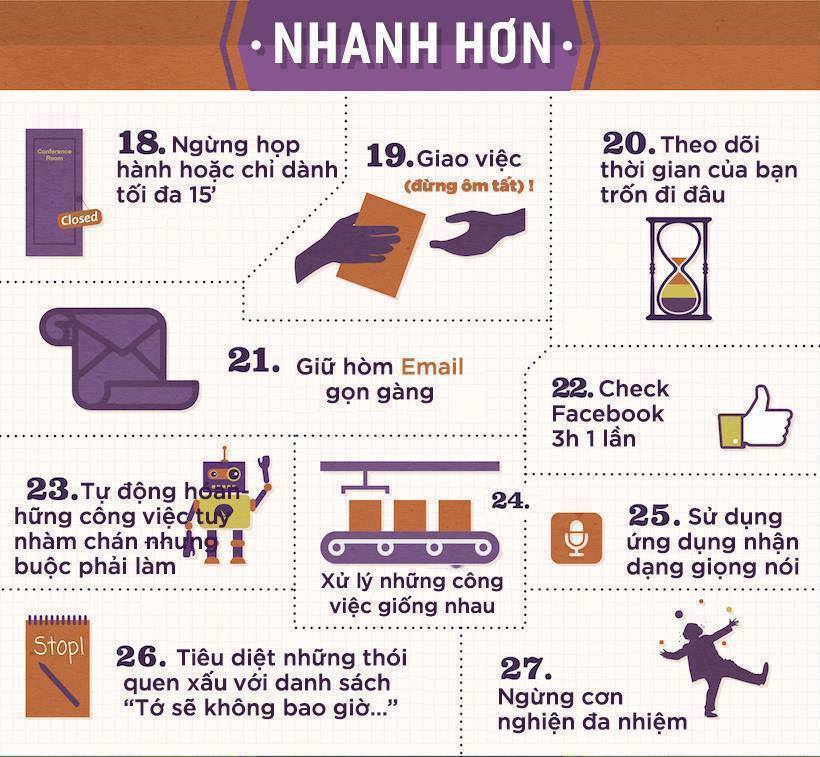 • NHANH HƠN •
Conference
Room
Closed
18. Ngừng họp
hành hoặc chỉ dành
tối đa 15’
19. Giao việc
(đừng ôm tất) !
20. Theo dõi
thời gian của bạn
trốn đi đâu
21. Giữ hòm Email
gọn gàng
22. Check
Facebook
3h 1 lần
23. Tự động hóan
hững công việc tuy
nhàm chán nhưng
buộc phải làm
24.
Xử lý những công
việc giống nhau
25. Sử dụng
ứng dụng nhận
dạng giọng nói
Stop!
26. Tiêu diệt những thói
quen xấu với danh sách
“Tớ sẽ không bao giờ...”
27.
Ngừng cơn
nghiện đa nhiệm